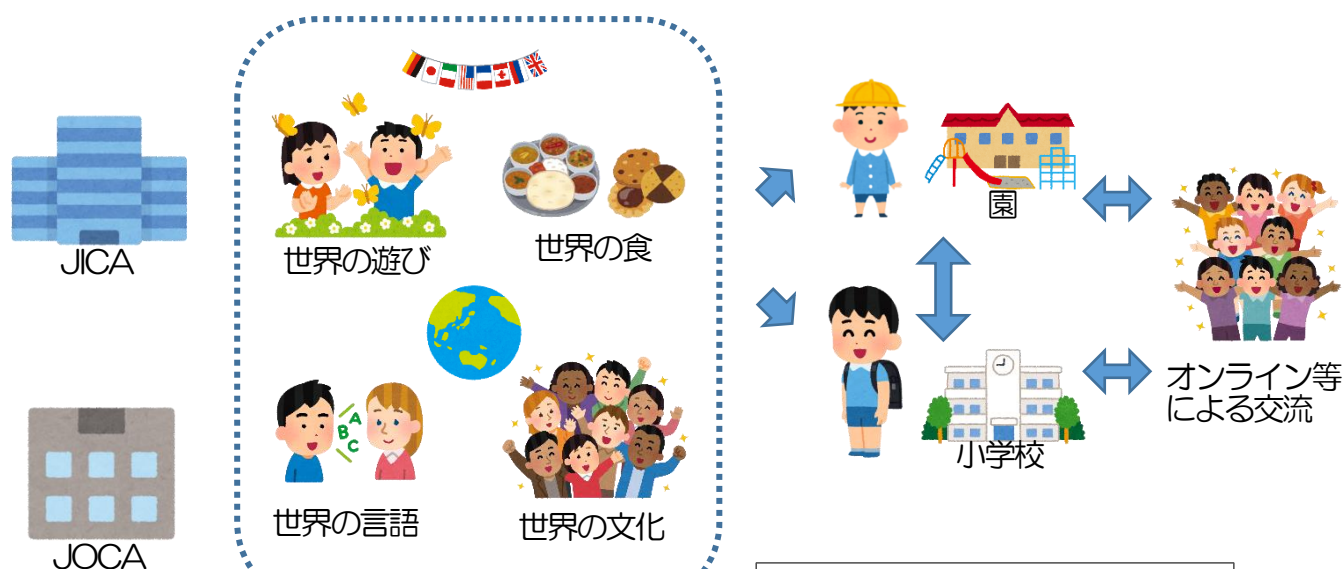 JICA
JOCA
世界の遊び
世界の食
A
B
C
世界の言語
世界の文化
園
小学校
オンライン等
による交流